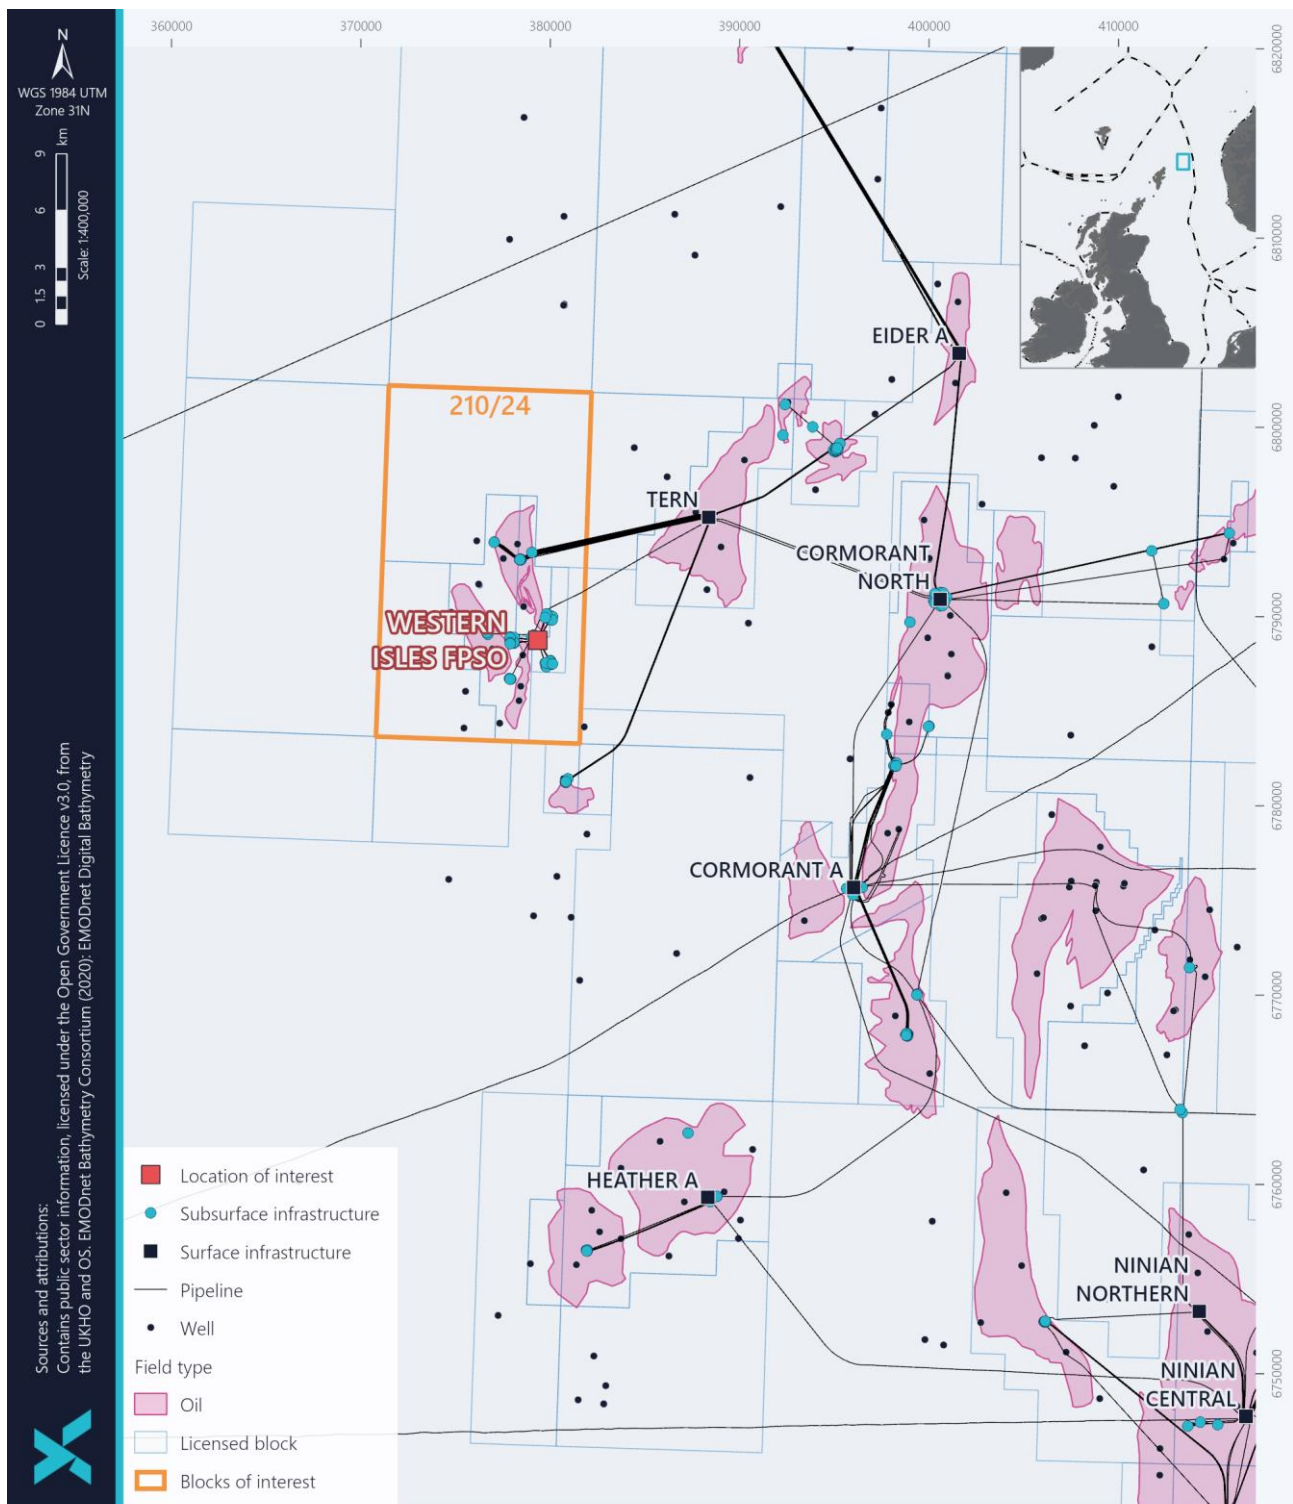 360000
370000
380000
390000
400000
410000
N
WGS 1984 UTM
Zone 31N
km
9
6
3
1.5
0
Scale: 1:400,000
6820000
6810000
6800000
6790000
6780000
6770000
6760000
6750000
EIDER A
210/24
TERN
CORMORANT
NORTH
WESTERN
ISLES FPSO
CORMORANT A
HEATHER A
NINIAN
NORTHERN
NINIAN
CENTRAL
Location of interest
Subsurface infrastructure
Surface infrastructure
Pipeline
Well
Field type
Oil
Licensed block
Blocks of interest
Sources and attributions:
Contains public sector information, licensed under the Open Government Licence v3.0, from
the UKHO and OS. EMODnet Bathymetry Consortium (2020): EMODnet Digital Bathymetry